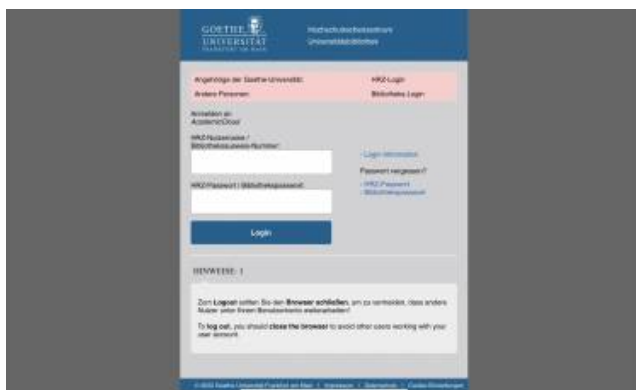 GOETHE
UNIVERSITÄT
FRANKFURT AM MAIN
Hochschulrechenzentrum
Universitätsbibliothek
Angehörige der Goethe-Universität:
HRZ-Login
Andere Personen:
Bibliotheks-Login
Anmelden an
AcademicCloud
HRZ-Nutzername /
Bibliotheksausweis-Nummer:
› Login Information
Passwort vergessen?
HRZ-Passwort / Bibliothekspasswort:
› HRZ-Passwort
› Bibliothekspasswort
Login
HINWEISE: 1
Zum Logout sollten Sie den Browser schließen, um zu vermeiden, dass andere
Nutzer unter Ihrem Benutzerkonto weiterarbeiten!
To log out, you should close the browser to avoid other users working with your
user account.
Goethe Universität Frankfurt am Main | Impressum | Datenschutz | Cookie-Einstellungen